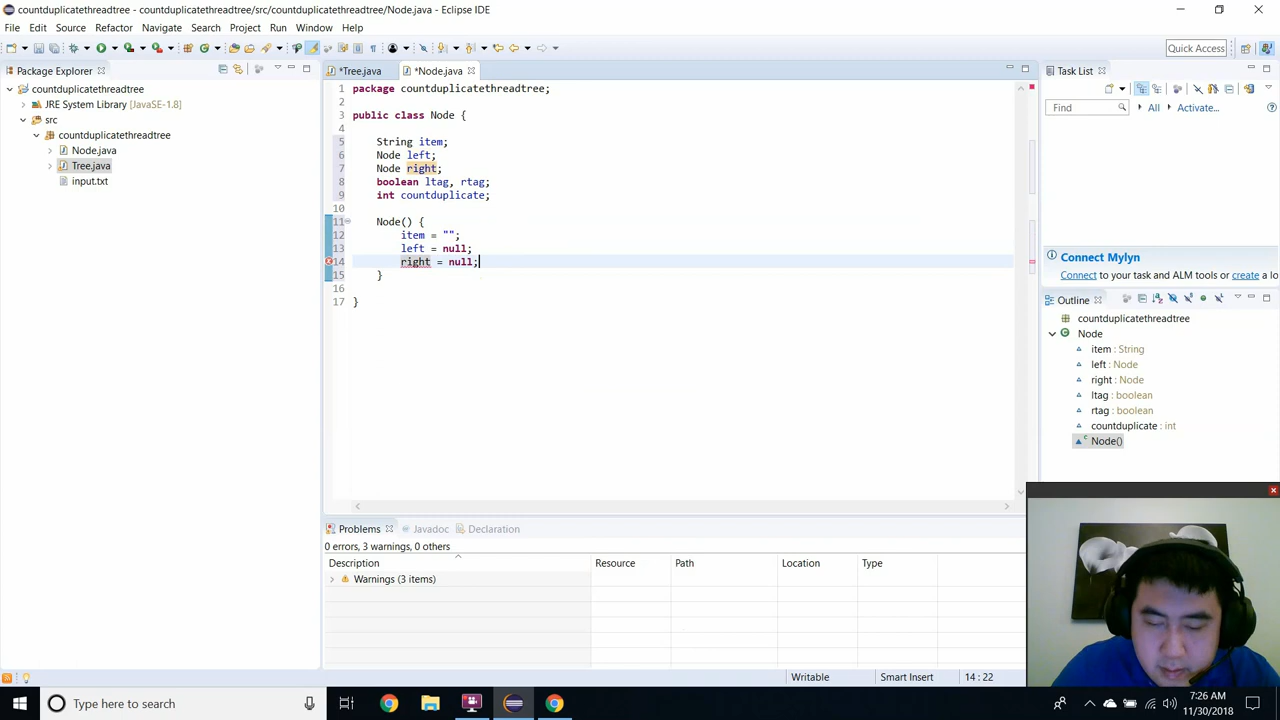 countduplicatethreadtree - countduplicatethreadtree/src/countduplicatethreadtree/Node.java - Eclipse IDE
File Edit Source Refactor Navigate Search Project Run Window Help
Quick Access
Package Explorer
countduplicatethreadtree
JRE System Library [JavaSE-1.8]
src
countduplicatethreadtree
Node.java
Tree.java
input.txt
*Tree.java
*Node.java
1 package countduplicatethreadtree;
2
3 public class Node {
4
5 String item;
6 Node left;
7 Node right;
8 boolean ltag, rtag;
9 int countduplicate;
10
11 Node() {
12 item = "";
13 left = null;
14 right = null;
15 }
16
17 }
Task List
Find
All
Activate...
Connect Mylyn
Connect to your task and ALM tools or create a lo
Outline
countduplicatethreadtree
Node
item : String
left : Node
right : Node
ltag : boolean
rtag : boolean
countduplicate : int
Node()
Problems
Javadoc
Declaration
0 errors, 3 warnings, 0 others
Description Resource Path Location Type
Warnings (3 items)
Writable
Smart Insert
14 : 22
Type here to search
7:26 AM
11/30/2018